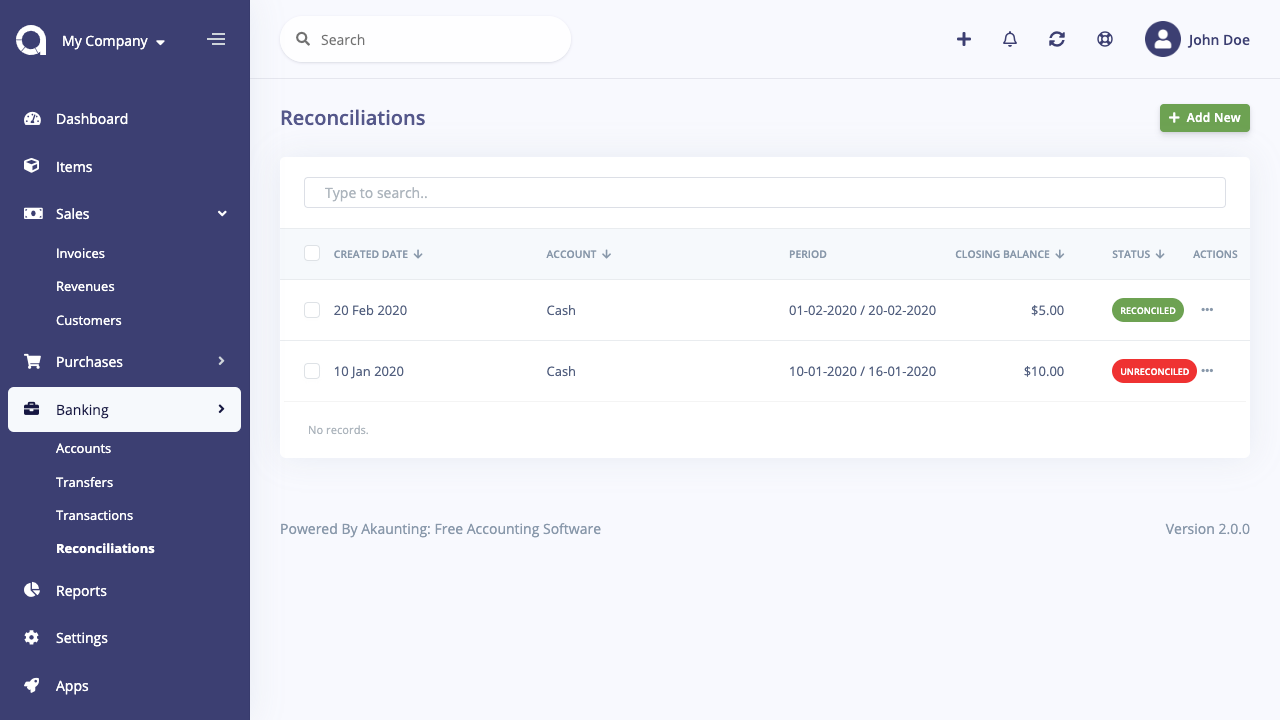 My Company
Search
John Doe
Dashboard
Items
Sales
Invoices
Revenues
Customers
Purchases
Banking
Accounts
Transfers
Transactions
Reconciliations
Reports
Settings
Apps
Reconciliations
Add New
Type to search..
CREATED DATE ACCOUNT PERIOD CLOSING BALANCE STATUS ACTIONS
20 Feb 2020 Cash 01-02-2020 / 20-02-2020 $5.00 RECONCILED
10 Jan 2020 Cash 10-01-2020 / 16-01-2020 $10.00 UNRECONCILED
No records.
Powered By Akaunting: Free Accounting Software Version 2.0.0